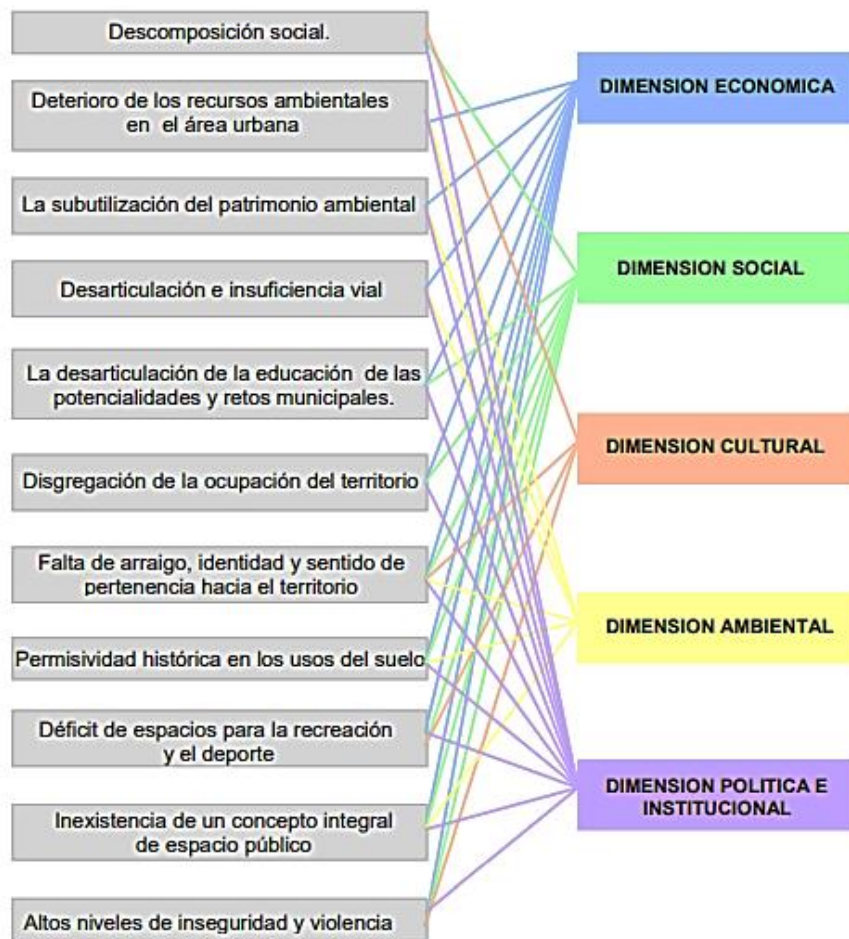 Descomposición social.
Deterioro de los recursos ambientales
en el área urbana
La subutilización del patrimonio ambiental
Desarticulación e insuficiencia vial
La desarticulación de la educación de las
potencialidades y retos municipales.
Disgregación de la ocupación del territorio
Falta de arraigo, identidad y sentido de
pertenencia hacia el territorio
Permisividad histórica en los usos del suelo
Déficit de espacios para la recreación
y el deporte
Inexistencia de un concepto integral
de espacio público
Altos niveles de inseguridad y violencia
DIMENSION ECONOMICA
DIMENSION SOCIAL
DIMENSION CULTURAL
DIMENSION AMBIENTAL
DIMENSION POLITICA E
INSTITUCIONAL